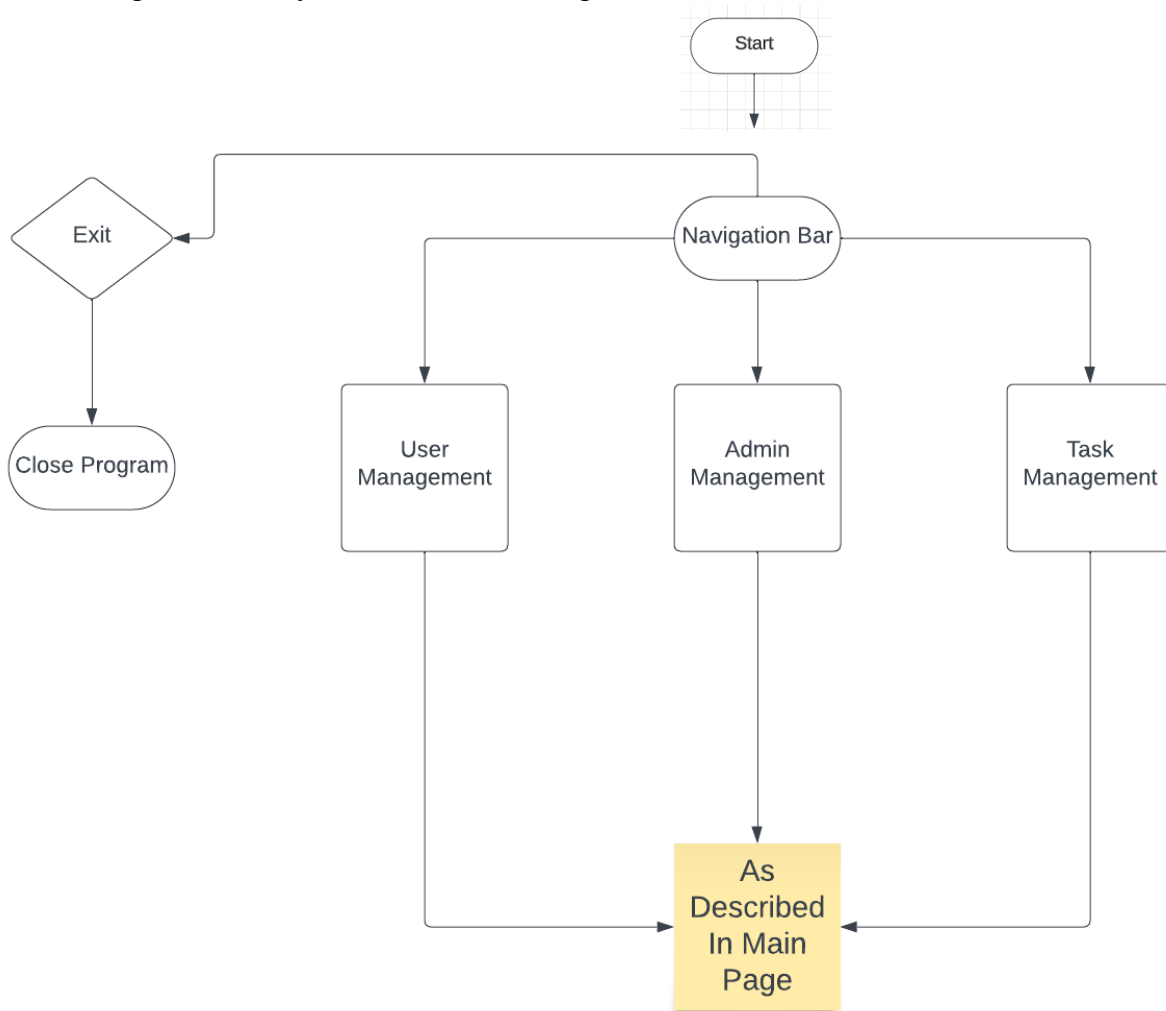 Start
Exit
Navigation Bar
User
Management
Admin
Management
Task
Management
Close Program
As
Described
In Main
Page